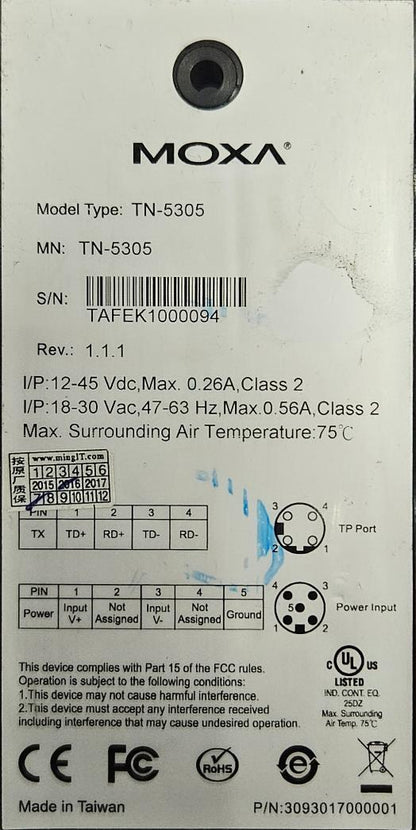 MOXA®
Model Type: TN-5305
MN: TN-5305
S/N:
TAFEK1000094
Rev.: 1.1.1
I/P:12-45 Vdc,Max. 0.26A,Class 2
I/P:18-30 Vac,47-63 Hz,Max.0.56A,Class 2
Max. Surrounding Air Temperature:75℃
按原厂质保
www.mingIT.com
1 2 3 4 5 6
2015 2016 2017
7 8 9 10 11 12
PIN 1 2 3 4
TX TD+ RD+ TD- RD-
3 4
2 1
TP Port
PIN 1 2 3 4 5
Power Input V+ Not Assigned Input V- Not Assigned Ground
4 3
5
1 2
Power Input
This device complies with Part 15 of the FCC rules.
Operation is subject to the following conditions:
1.This device may not cause harmful interference.
2.This device must accept any interference received
including interference that may cause undesired operation.
c UL US
LISTED
IND. CONT. EQ.
25DZ
Max. Surrounding
Air Temp. 75℃
CE FC RoHS e
Made in Taiwan
P/N:3093017000001